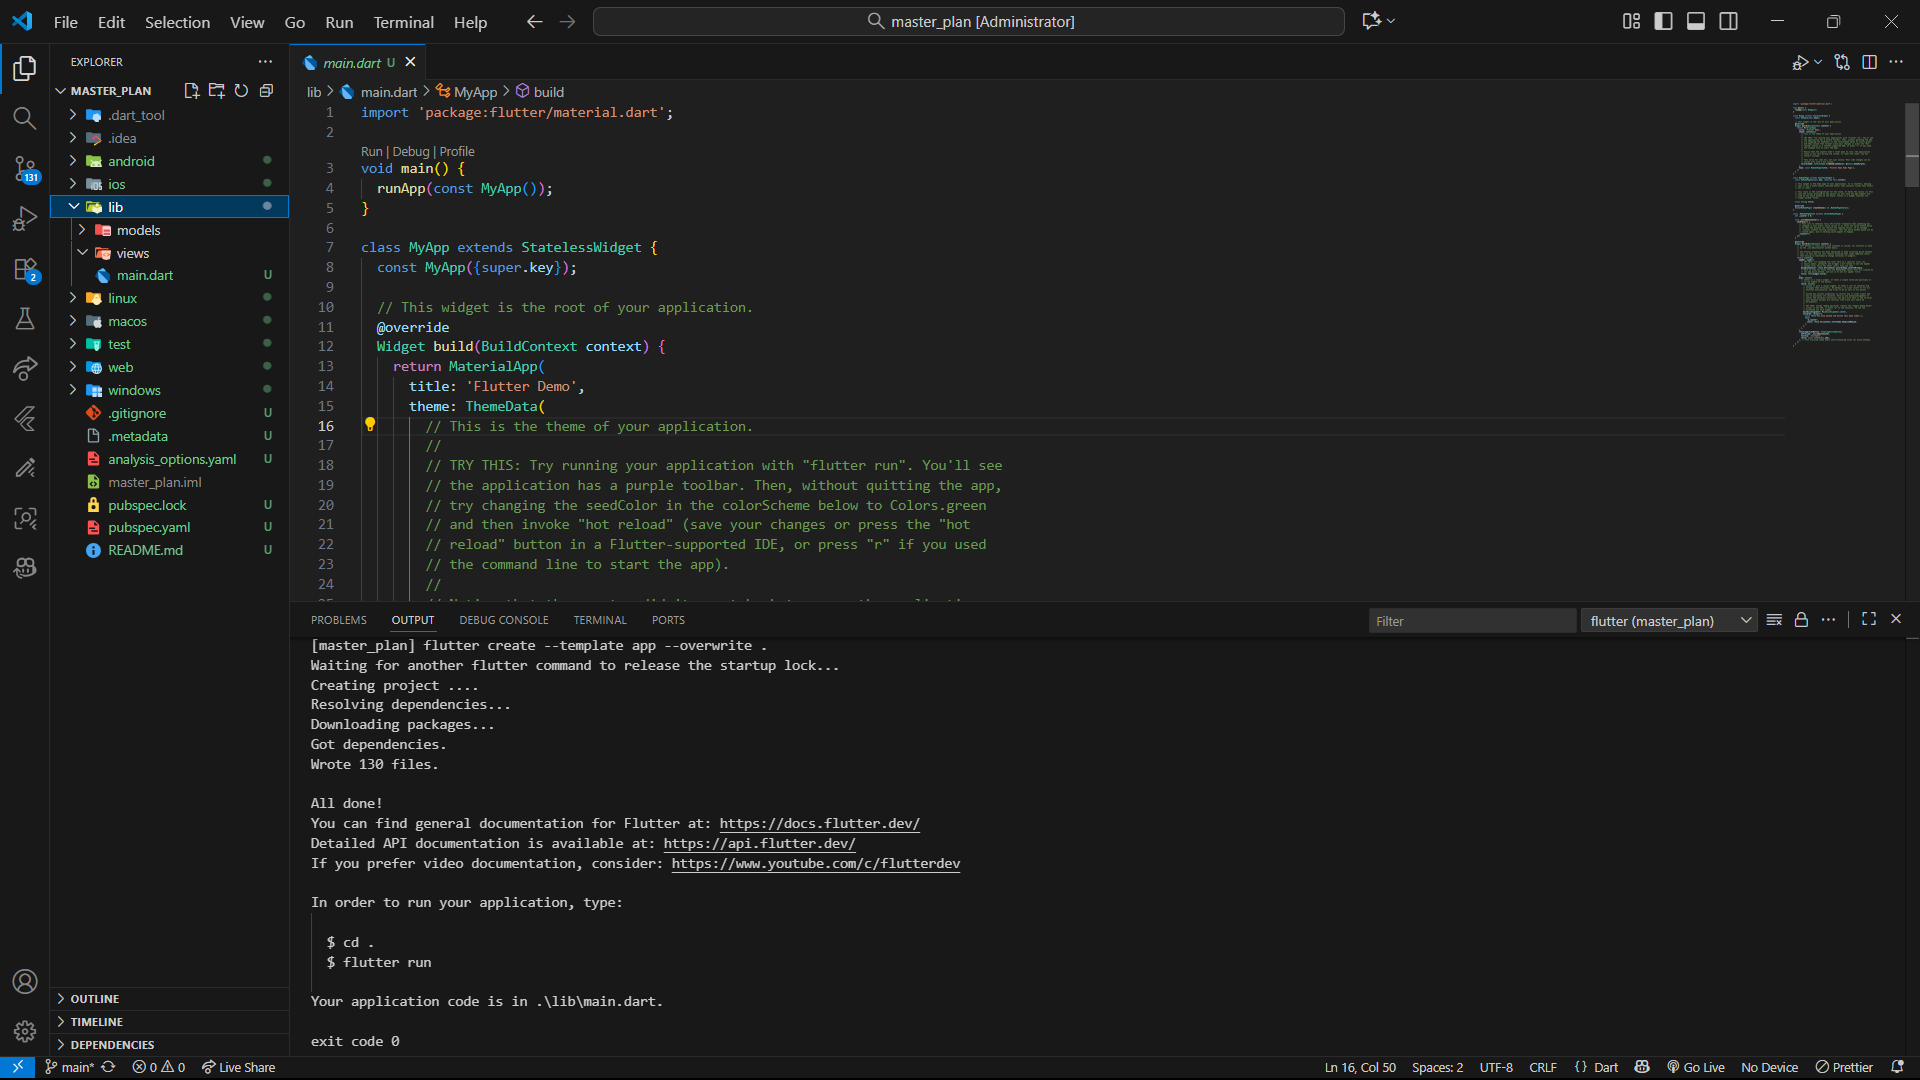 File Edit Selection View Go Run Terminal Help
master_plan [Administrator]
EXPLORER
MASTER_PLAN
.dart_tool
.idea
android
ios
lib
models
views
main.dart U
linux
macos
test
web
windows
.gitignore U
.metadata U
analysis_options.yaml U
master_plan.iml
pubspec.lock U
pubspec.yaml U
README.md U
OUTLINE
TIMELINE
DEPENDENCIES
131
2
main.dart U
lib > main.dart > MyApp > build
1 import 'package:flutter/material.dart';
2
Run | Debug | Profile
3 void main() {
4 runApp(const MyApp());
5 }
6
7 class MyApp extends StatelessWidget {
8 const MyApp({super.key});
9
10 // This widget is the root of your application.
11 @override
12 Widget build(BuildContext context) {
13 return MaterialApp(
14 title: 'Flutter Demo',
15 theme: ThemeData(
16 // This is the theme of your application.
17 //
18 // TRY THIS: Try running your application with "flutter run". You'll see
19 // the application has a purple toolbar. Then, without quitting the app,
20 // try changing the seedColor in the colorScheme below to Colors.green
21 // and then invoke "hot reload" (save your changes or press the "hot
22 // reload" button in a Flutter-supported IDE, or press "r" if you used
23 // the command line to start the app).
24 //
PROBLEMS OUTPUT DEBUG CONSOLE TERMINAL PORTS
Filter
flutter (master_plan)
[master_plan] flutter create --template app --overwrite .
Waiting for another flutter command to release the startup lock...
Creating project ....
Resolving dependencies...
Downloading packages...
Got dependencies.
Wrote 130 files.
All done!
You can find general documentation for Flutter at: https://docs.flutter.dev/
Detailed API documentation is available at: https://api.flutter.dev/
If you prefer video documentation, consider: https://www.youtube.com/c/flutterdev
In order to run your application, type:
$ cd .
$ flutter run
Your application code is in .\lib\main.dart.
exit code 0
main* 0 0 Live Share
Ln 16, Col 50 Spaces: 2 UTF-8 CRLF {} Dart Go Live No Device Prettier